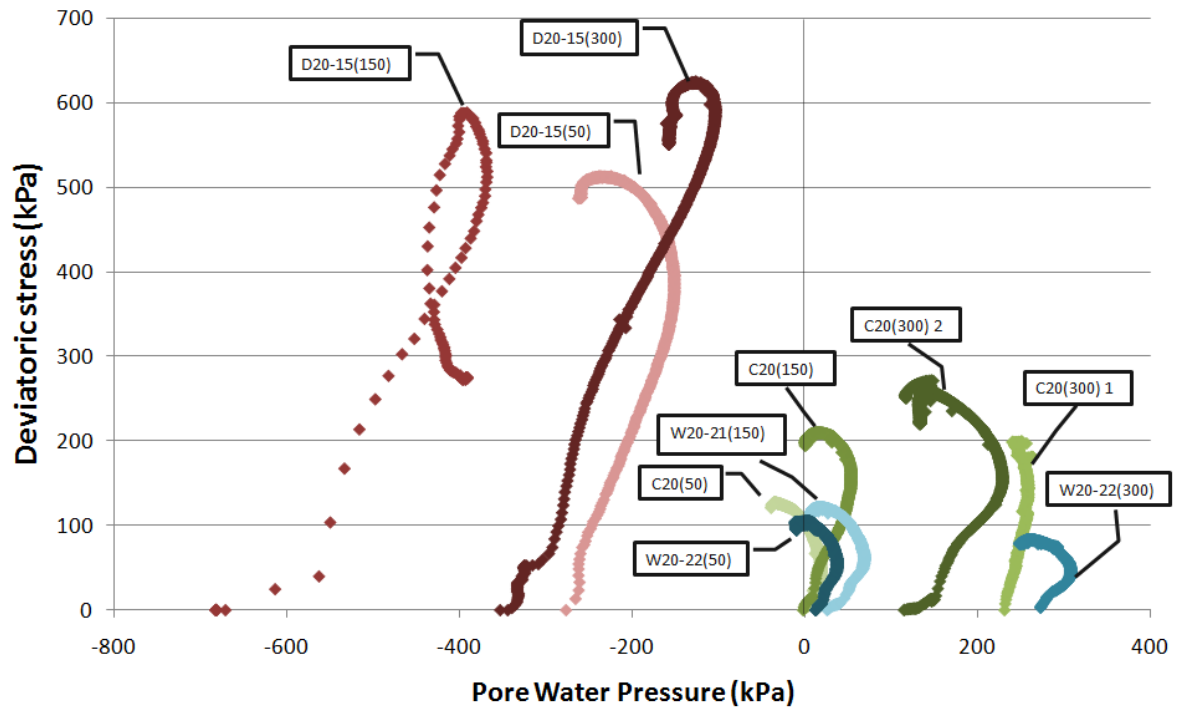 700
600
500
400
300
200
100
0
-800
-600
-400
-200
0
200
400
Deviatoric stress (kPa)
Pore Water Pressure (kPa)
D20-15(150)
D20-15(300)
D20-15(50)
C20(300) 2
C20(150)
C20(300) 1
W20-21(150)
C20(50)
W20-22(300)
W20-22(50)